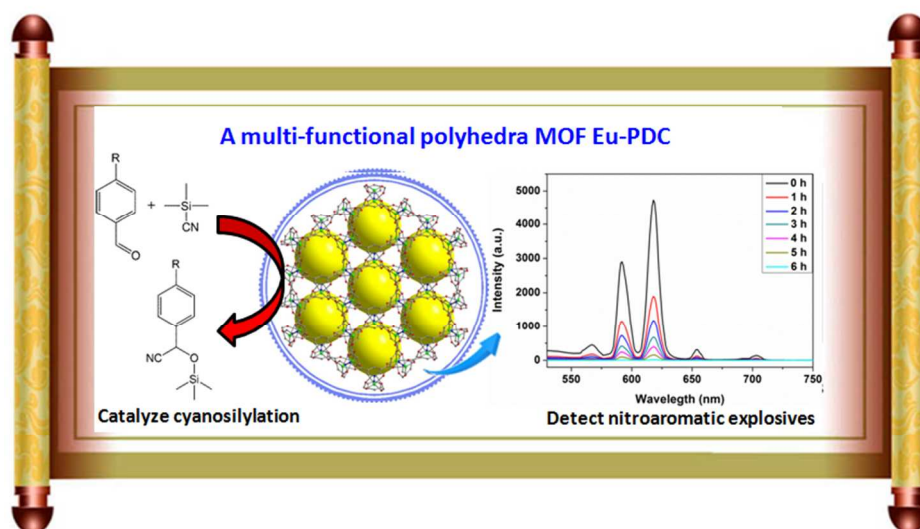 A multi-functional polyhedra MOF Eu-PDC
R
+
Si
CN
O
R
NC
O
Si
Catalyze cyanosilylation
5000
4000
3000
2000
1000
0
Intensity (a.u.)
0 h
1 h
2 h
3 h
4 h
5 h
6 h
550 600 650 700 750
Wavelegth (nm)
Detect nitroaromatic explosives